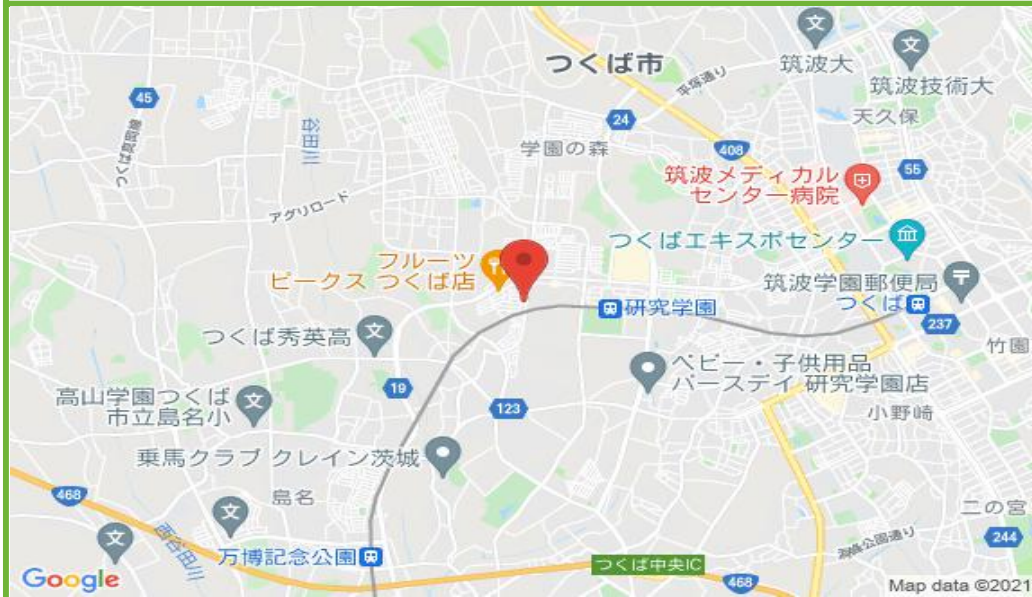 つくば市
平塚通り
筑波大
筑波技術大
天久保
45
つくば真岡線
谷田川
24
学園の森
408
55
筑波メディカル
センター病院
アグリロード
つくばエキスポセンター
フルーツ
ピークス つくば店
筑波学園郵便局
研究学園
つくば
237
竹園
つくば秀英高
ベビー・子供用品
バースデイ 研究学園店
19
123
小野崎
高山学園つくば
市立島名小
乗馬クラブ クレイン茨城
468
島名
西谷田川
二の宮
244
万博記念公園
つくば中央IC
468
Google
Map data ©2021